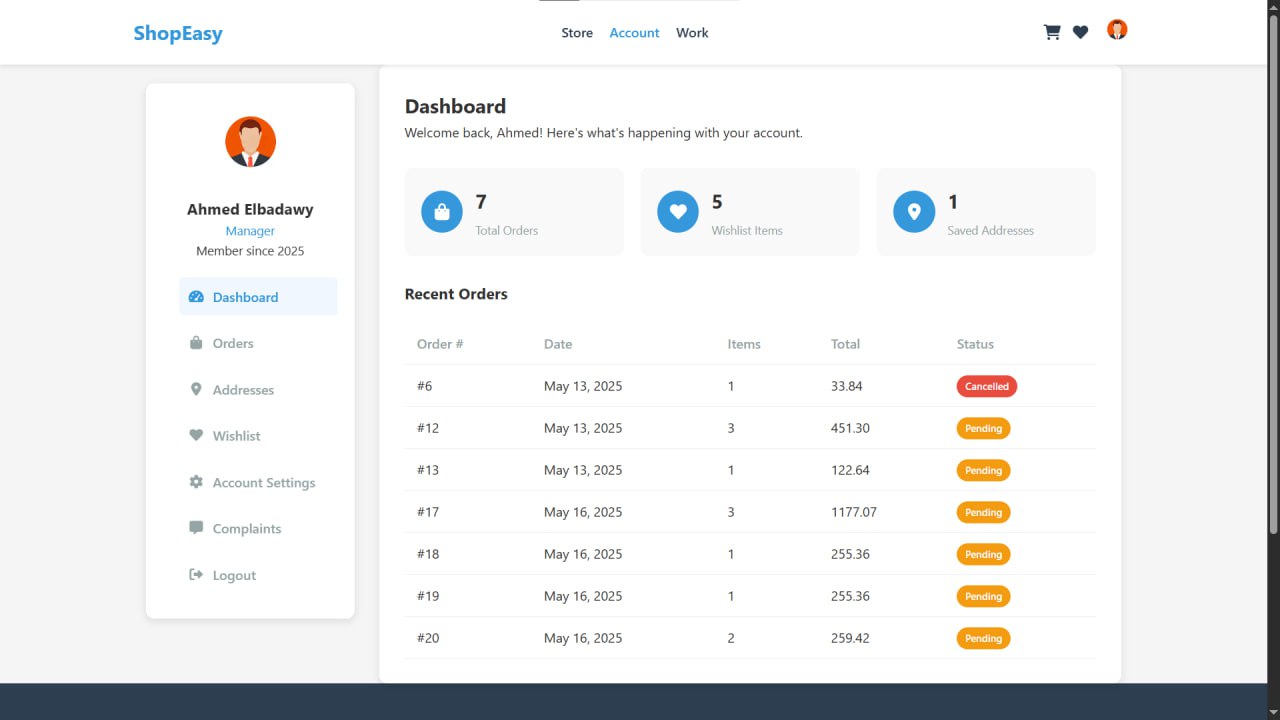 ShopEasy
Store Account Work
Ahmed Elbadawy
Manager
Member since 2025
Dashboard
Orders
Addresses
Wishlist
Account Settings
Complaints
Logout
Dashboard
Welcome back, Ahmed! Here's what's happening with your account.
7
Total Orders
5
Wishlist Items
1
Saved Addresses
Recent Orders
Order # Date Items Total Status
#6 May 13, 2025 1 33.84 Cancelled
#12 May 13, 2025 3 451.30 Pending
#13 May 13, 2025 1 122.64 Pending
#17 May 16, 2025 3 1177.07 Pending
#18 May 16, 2025 1 255.36 Pending
#19 May 16, 2025 1 255.36 Pending
#20 May 16, 2025 2 259.42 Pending